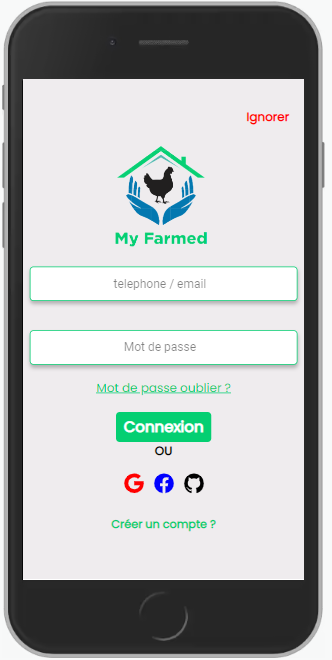 Ignorer
My Farmed
telephone / email
Mot de passe
Mot de passe oublier ?
Connexion
OU
Créer un compte ?